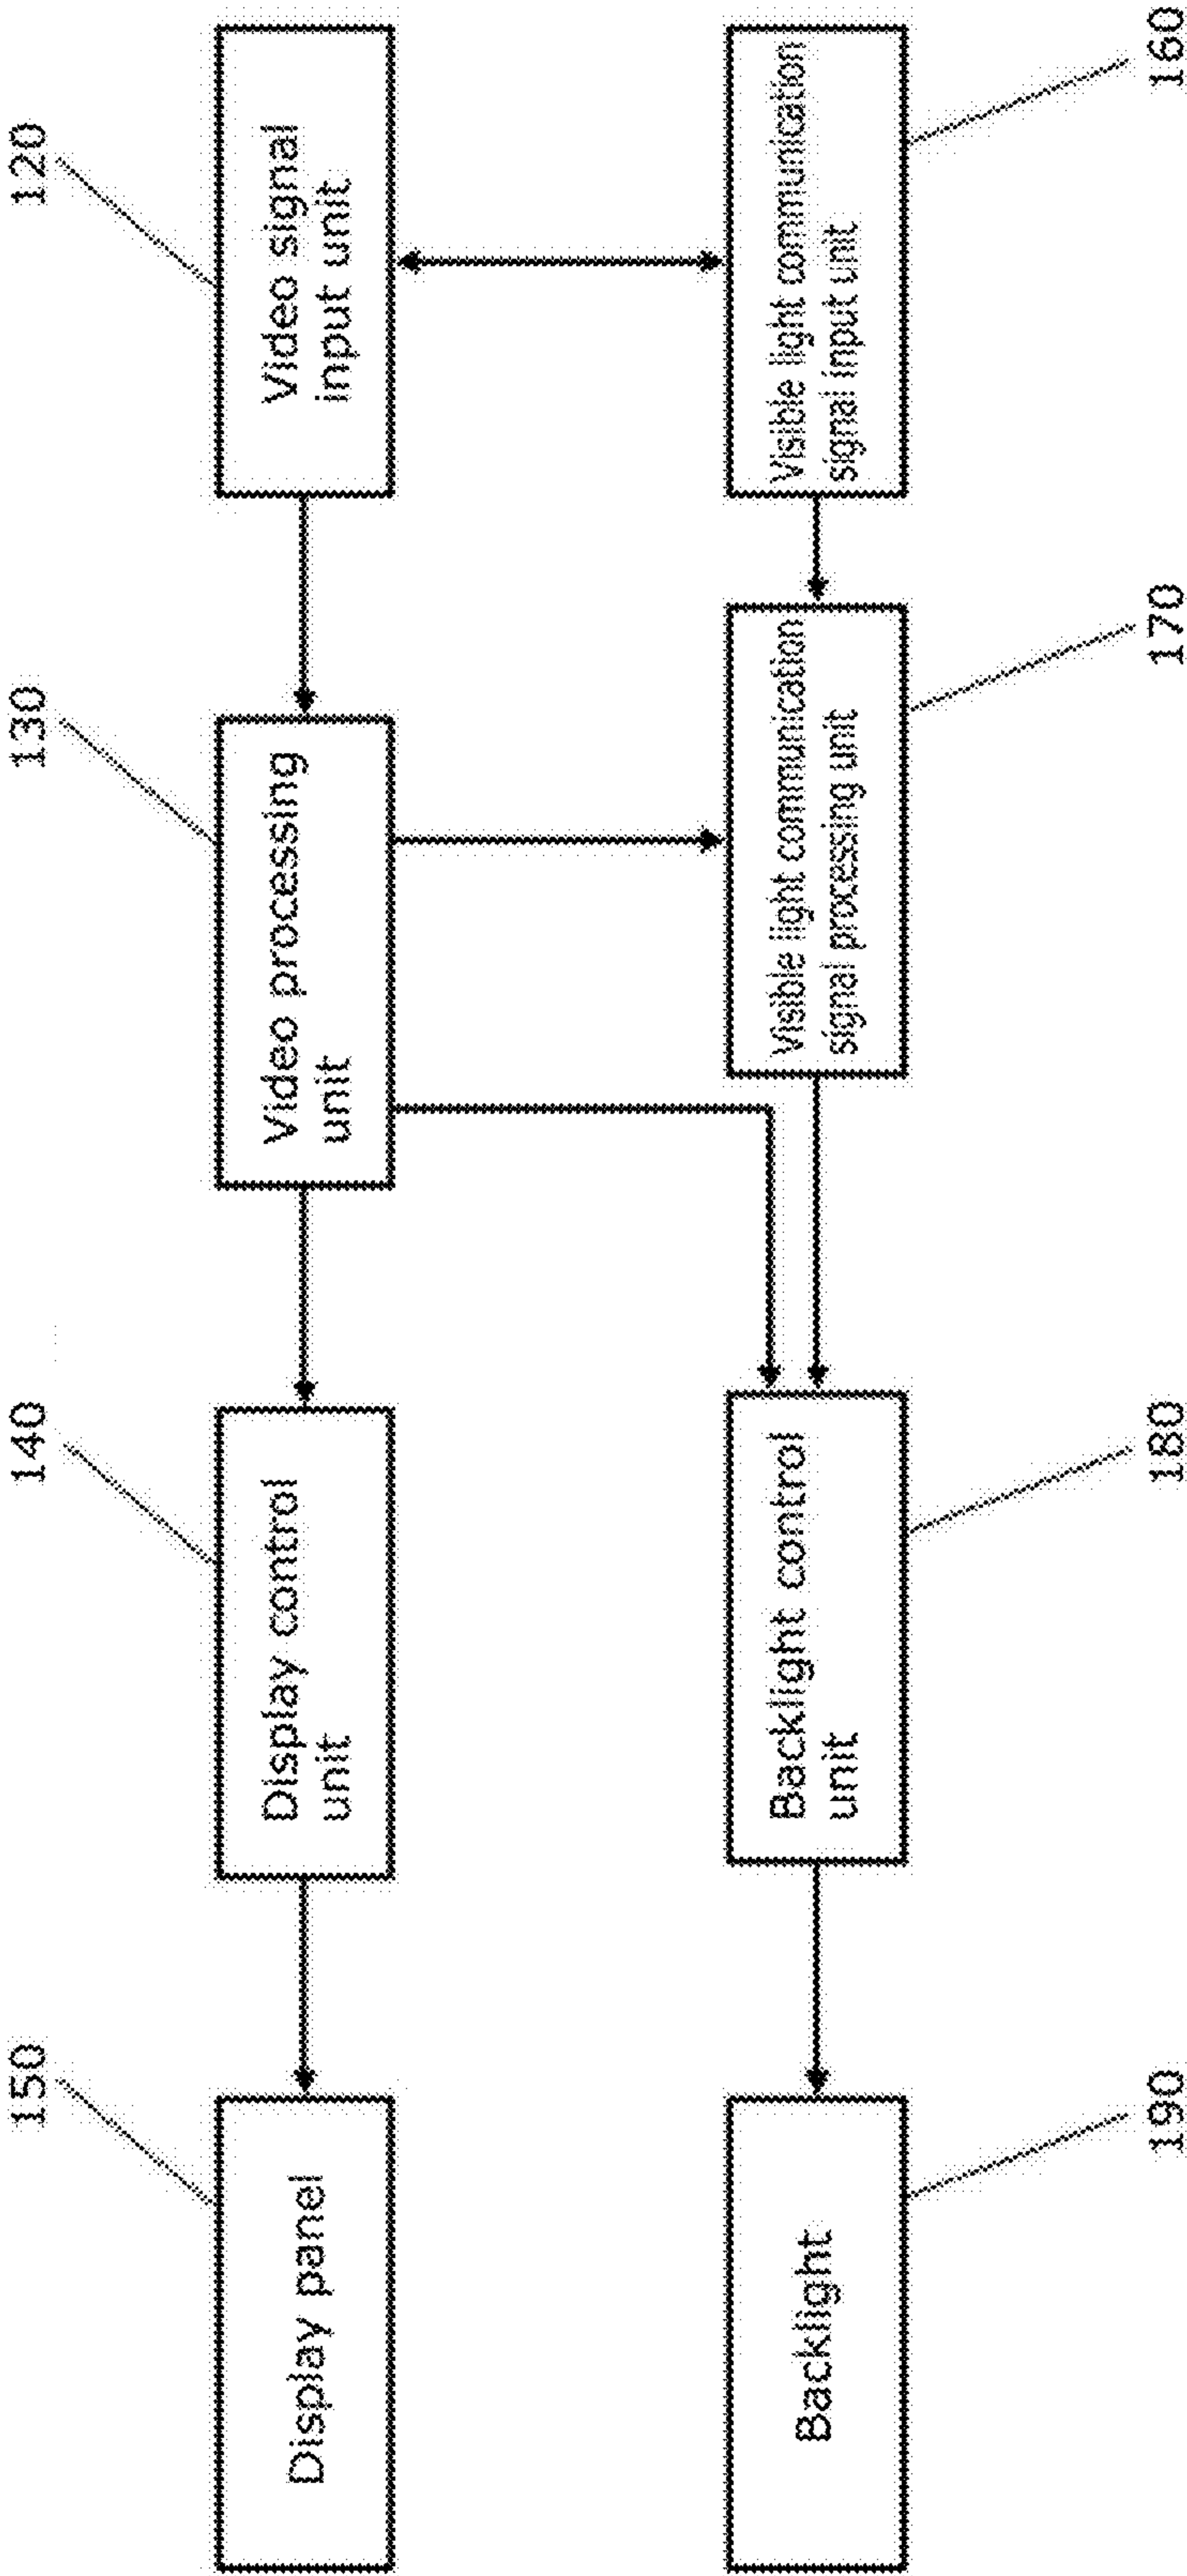 150
140
130
120
Display panel
Display control
unit
Video processing
unit
Video signal
input unit
Backlight
Backlight control
unit
Visible light communication
signal processing unit
Visible light communication
signal input unit
190
180
170
160